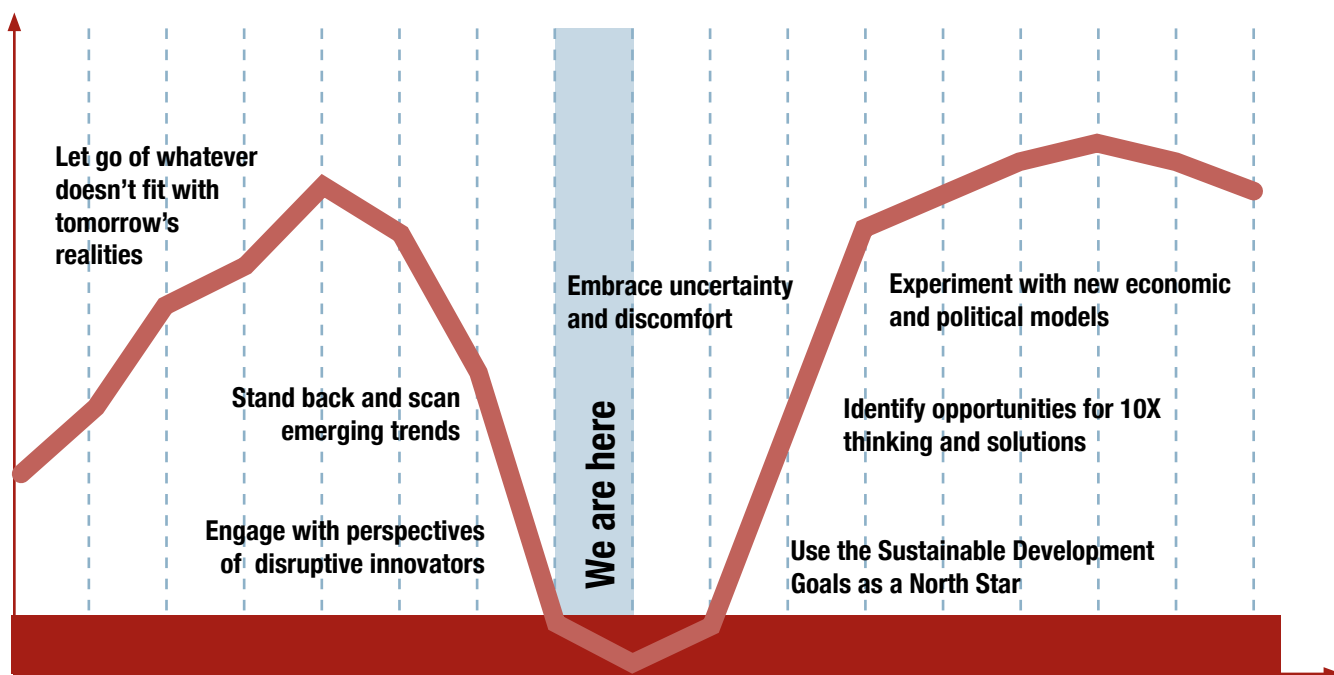 Let go of whatever
doesn't fit with
tomorrow's
realities
Stand back and scan
emerging trends
Engage with perspectives
of disruptive innovators
Embrace uncertainty
and discomfort
We are here
Experiment with new economic
and political models
Identify opportunities for 10X
thinking and solutions
Use the Sustainable Development
Goals as a North Star